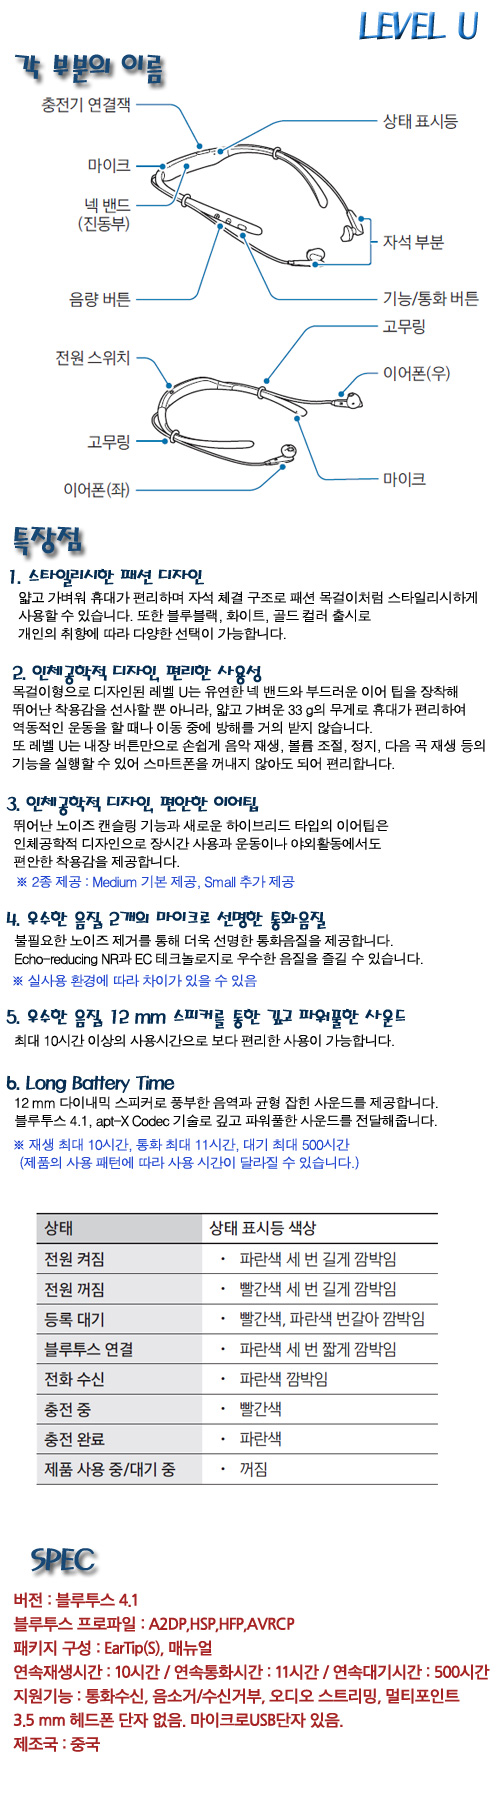 LEVEL U
각 부분의 이름
충전기 연결잭
상태 표시등
마이크
넥 밴드
(진동부)
자석 부분
음량 버튼
기능/통화 버튼
고무링
전원 스위치
이어폰(우)
고무링
마이크
이어폰(좌)
특장점
1. 스타일리시한 패션 디자인
얇고 가벼워 휴대가 편리하며 자석 체결 구조로 패션 목걸이처럼 스타일리시하게
사용할 수 있습니다. 또한 블루블랙, 화이트, 골드 컬러 출시로
개인의 취향에 따라 다양한 선택이 가능합니다.
2. 인체공학적 디자인, 편리한 사용성
목걸이형으로 디자인된 레벨 U는 유연한 넥 밴드와 부드러운 이어 팁을 장착해
뛰어난 착용감을 선사할 뿐 아니라, 얇고 가벼운 33 g의 무게로 휴대가 편리하여
역동적인 운동을 할 때나 이동 중에 방해를 거의 받지 않습니다.
또 레벨 U는 내장 버튼만으로 손쉽게 음악 재생, 볼륨 조절, 정지, 다음 곡 재생 등의
기능을 실행할 수 있어 스마트폰을 꺼내지 않아도 되어 편리합니다.
3. 인체공학적 디자인, 편안한 이어팁
뛰어난 노이즈 캔슬링 기능과 새로운 하이브리드 타입의 이어팁은
인체공학적 디자인으로 장시간 사용과 운동이나 야외활동에서도
편안한 착용감을 제공합니다.
※ 2종 제공 : Medium 기본 제공, Small 추가 제공
4. 우수한 음질, 2개의 마이크로 선명한 통화음질
불필요한 노이즈 제거를 통해 더욱 선명한 통화음질을 제공합니다.
Echo-reducing NR과 EC 테크놀로지로 우수한 음질을 즐길 수 있습니다.
※ 실사용 환경에 따라 차이가 있을 수 있음
5. 우수한 음질, 12 mm 스피커를 통한 깊고 파워풀한 사운드
최대 10시간 이상의 사용시간으로 보다 편리한 사용이 가능합니다.
6. Long Battery Time
12 mm 다이내믹 스피커로 풍부한 음역과 균형 잡힌 사운드를 제공합니다.
블루투스 4.1, apt-X Codec 기술로 깊고 파워풀한 사운드를 전달해줍니다.
※ 재생 최대 10시간, 통화 최대 11시간, 대기 최대 500시간
(제품의 사용 패턴에 따라 사용 시간이 달라질 수 있습니다.)
상태 상태 표시등 색상
전원 켜짐 • 파란색 세 번 길게 깜박임
전원 꺼짐 • 빨간색 세 번 길게 깜박임
등록 대기 • 빨간색, 파란색 번갈아 깜박임
블루투스 연결 • 파란색 세 번 짧게 깜박임
전화 수신 • 파란색 깜박임
충전 중 • 빨간색
충전 완료 • 파란색
제품 사용 중/대기 중 • 꺼짐
SPEC
버전 : 블루투스 4.1
블루투스 프로파일 : A2DP,HSP,HFP,AVRCP
패키지 구성 : EarTip(S), 매뉴얼
연속재생시간 : 10시간 / 연속통화시간 : 11시간 / 연속대기시간 : 500시간
지원기능 : 통화수신, 음소거/수신거부, 오디오 스트리밍, 멀티포인트
3.5 mm 헤드폰 단자 없음. 마이크로USB단자 있음.
제조국 : 중국